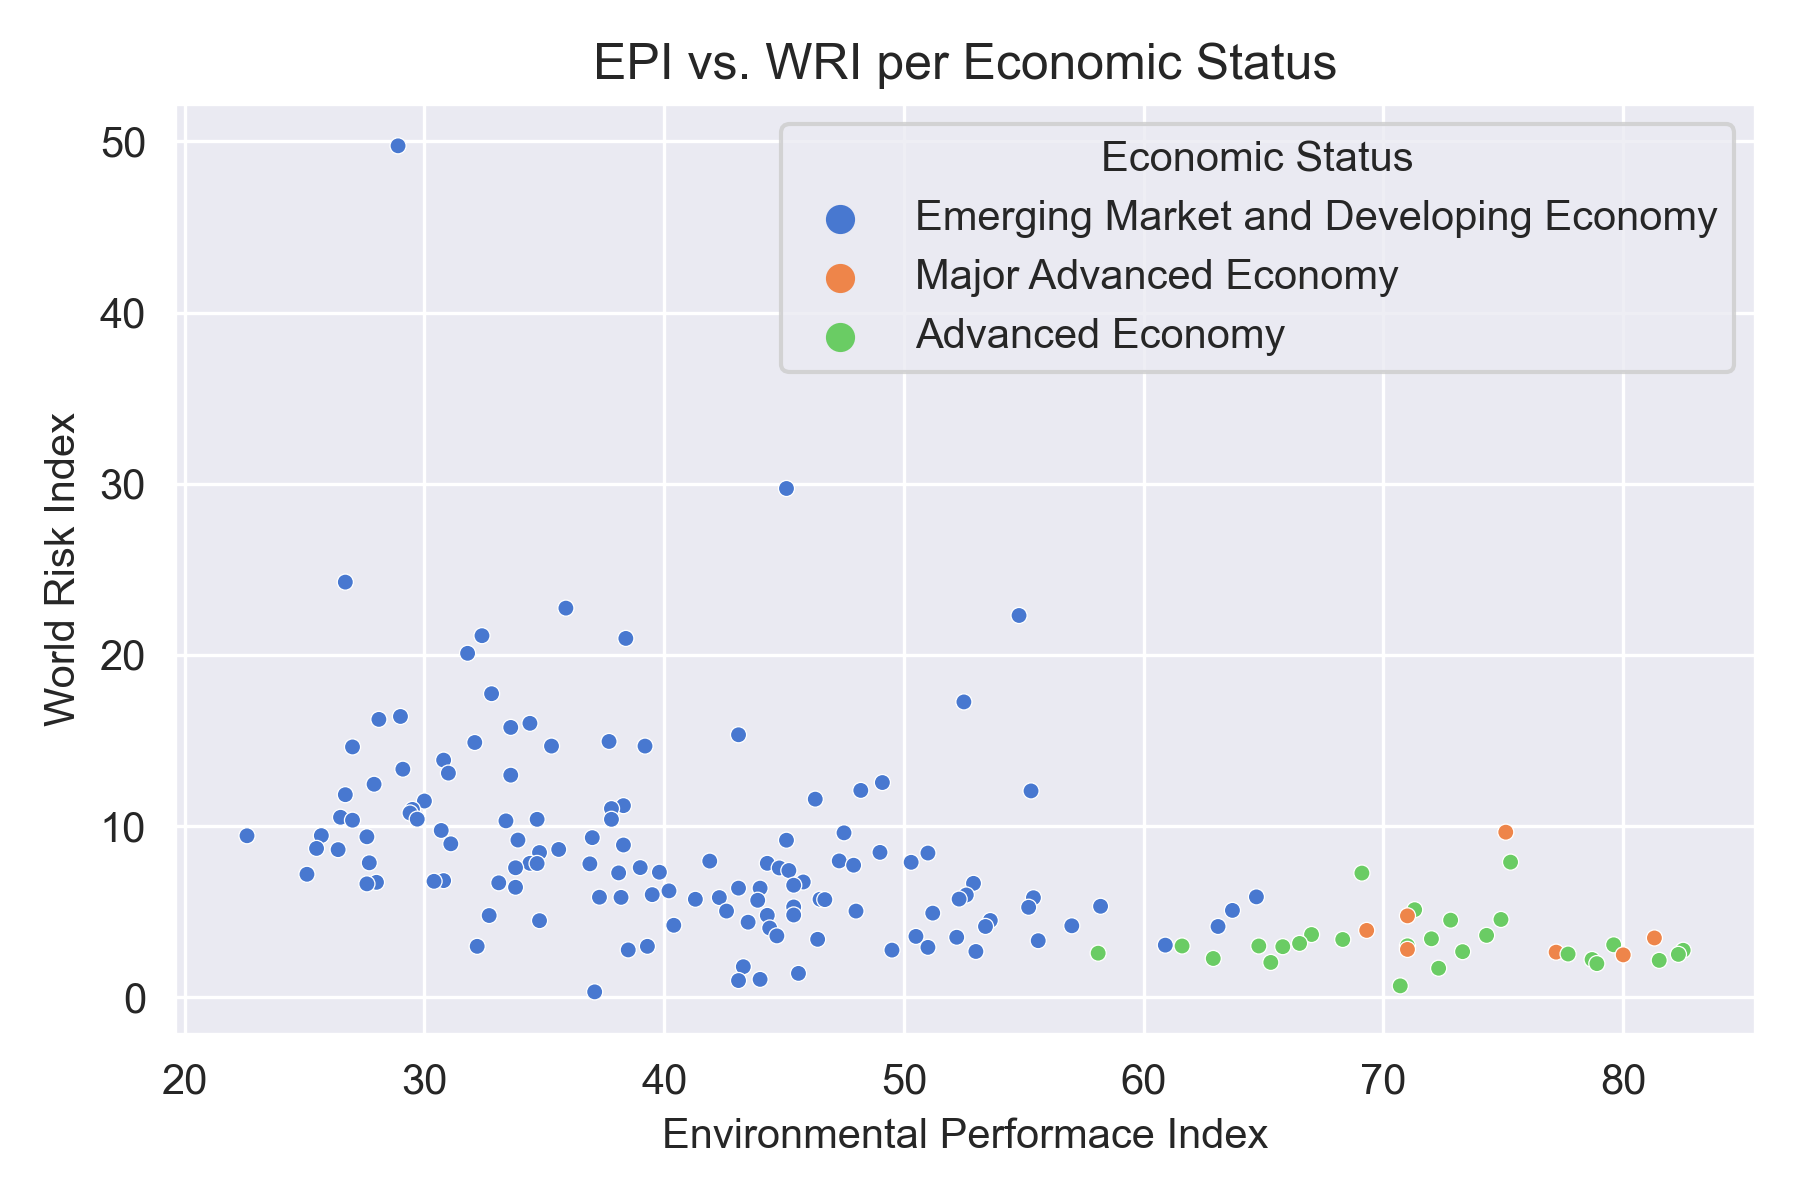 EPI vs. WRI per Economic Status
Economic Status
Emerging Market and Developing Economy
Major Advanced Economy
Advanced Economy
World Risk Index
50
40
30
20
10
0
20 30 40 50 60 70 80
Environmental Performace Index